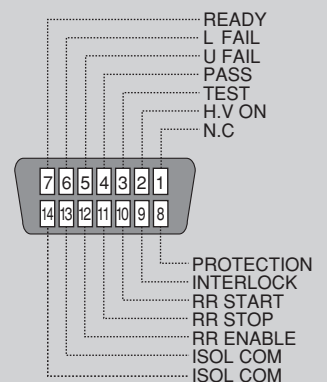 READY
L FAIL
U FAIL
PASS
TEST
H.V ON
N.C
7 6 5 4 3 2 1
14 13 12 11 10 9 8
PROTECTION
INTERLOCK
RR START
RR STOP
RR ENABLE
ISOL COM
ISOL COM